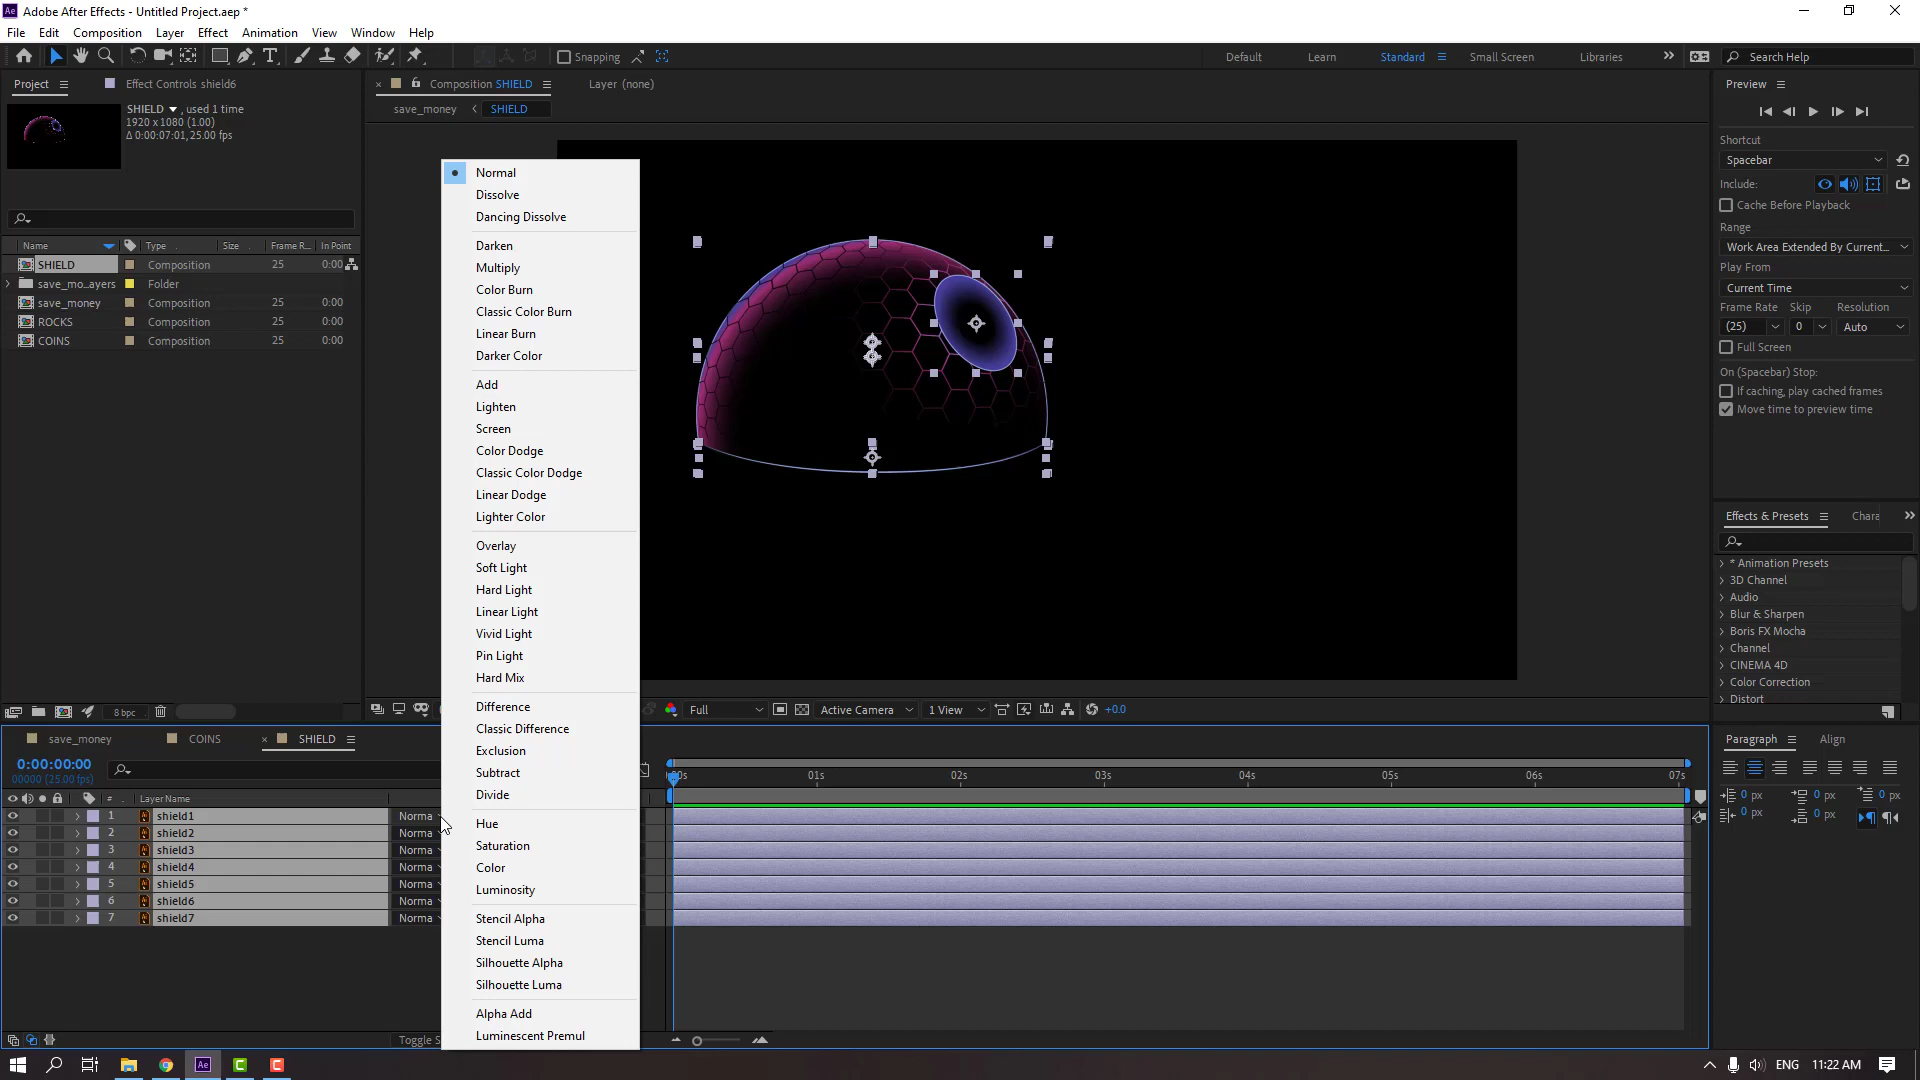 Adobe After Effects - Untitled Project.aep *
File Edit Composition Layer Effect Animation View Window Help
Snapping
Default Learn Standard Small Screen Libraries
Search Help
Project
Effect Controls shield6
Composition SHIELD
Layer (none)
Preview
SHIELD , used 1 time
1920 x 1080 (1.00)
Δ 0:00:07:01, 25.00 fps
save_money SHIELD
Name Type Size Frame R... In Point
SHIELD Composition 25 0:00
save_mo..ayers Folder
save_money Composition 25 0:00
ROCKS Composition 25 0:00
COINS Composition 25 0:00
8 bpc
Normal
Dissolve
Dancing Dissolve
Darken
Multiply
Color Burn
Classic Color Burn
Linear Burn
Darker Color
Add
Lighten
Screen
Color Dodge
Classic Color Dodge
Linear Dodge
Lighter Color
Overlay
Soft Light
Hard Light
Linear Light
Vivid Light
Pin Light
Hard Mix
Difference
Classic Difference
Exclusion
Subtract
Divide
Hue
Saturation
Color
Luminosity
Stencil Alpha
Stencil Luma
Silhouette Alpha
Silhouette Luma
Alpha Add
Luminescent Premul
Full Active Camera 1 View +0.0
Shortcut
Spacebar
Include:
Cache Before Playback
Range
Work Area Extended By Current...
Play From
Current Time
Frame Rate Skip Resolution
(25) 0 Auto
Full Screen
On (Spacebar) Stop:
If caching, play cached frames
Move time to preview time
Effects & Presets
Chara
* Animation Presets
3D Channel
Audio
Blur & Sharpen
Boris FX Mocha
Channel
CINEMA 4D
Color Correction
Distort
save_money COINS SHIELD
0:00:00:00
00000 (25.00 fps)
:00s 01s 02s 03s 04s 05s 06s 07s
# Layer Name
1 shield1 Norma
2 shield2 Norma
3 shield3 Norma
4 shield4 Norma
5 shield5 Norma
6 shield6 Norma
7 shield7 Norma
Toggle S
Paragraph Align
0 px 0 px 0 px
0 px 0 px
ENG 11:22 AM